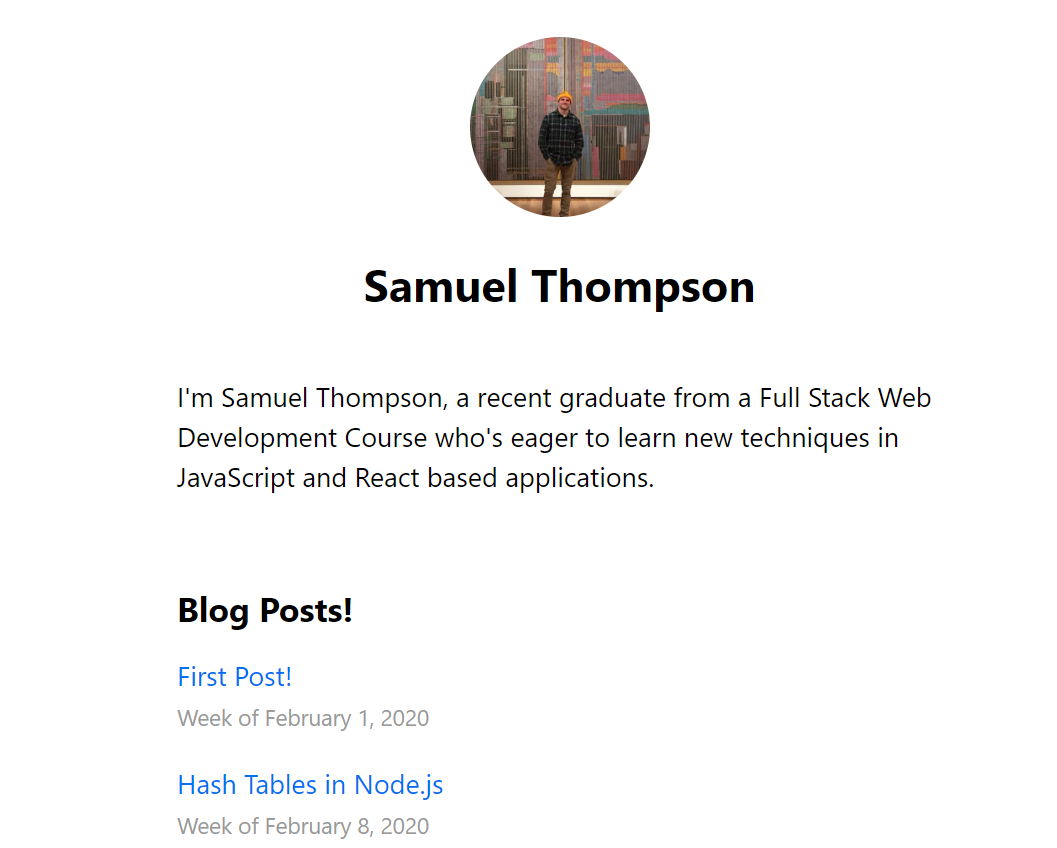 Samuel Thompson
I'm Samuel Thompson, a recent graduate from a Full Stack Web
Development Course who's eager to learn new techniques in
JavaScript and React based applications.
Blog Posts!
First Post!
Week of February 1, 2020
Hash Tables in Node.js
Week of February 8, 2020